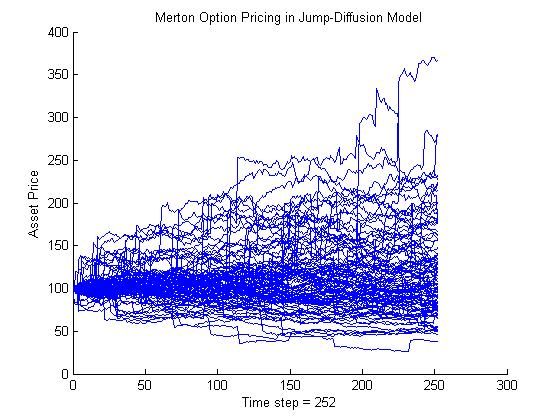 Merton Option Pricing in Jump-Diffusion Model
400
350
300
250
200
150
100
50
0
Asset Price
0 50 100 150 200 250 300
Time step = 252